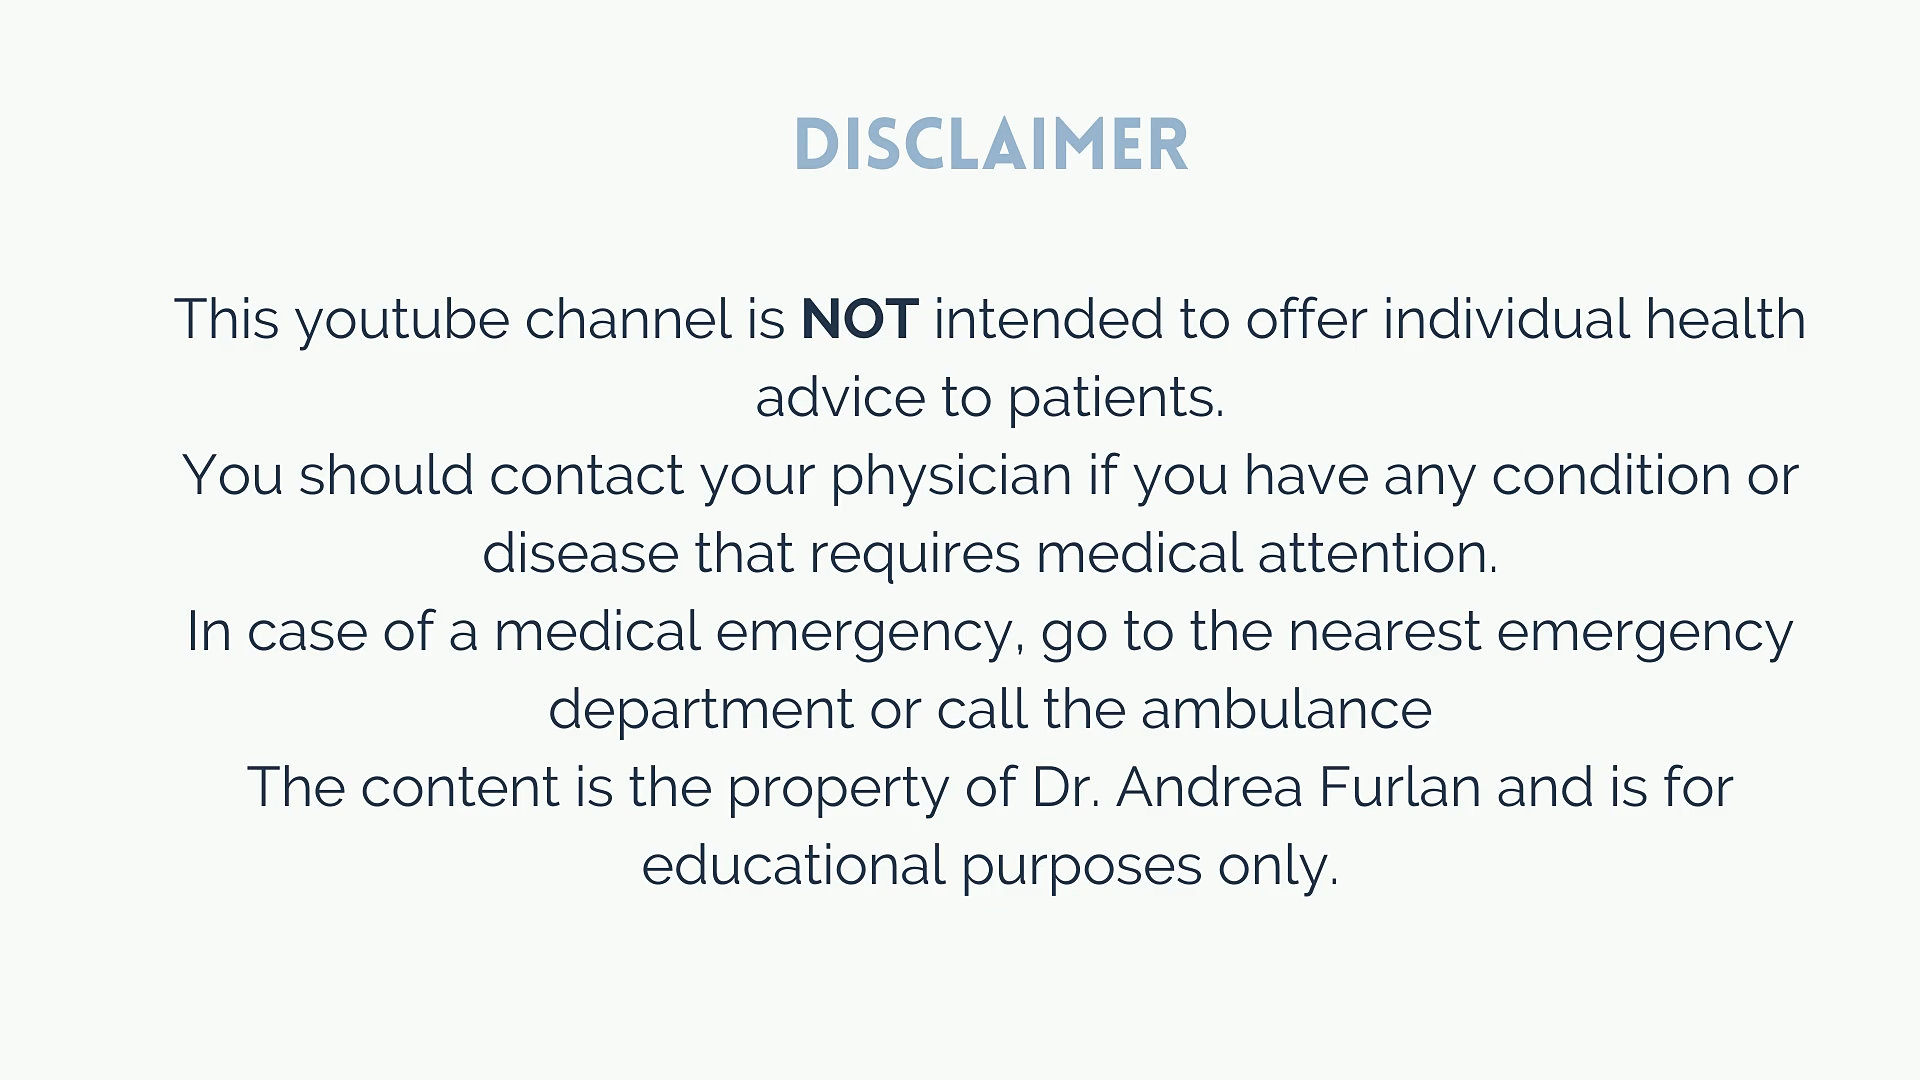 DISCLAIMER
This youtube channel is NOT intended to offer individual health
advice to patients.
You should contact your physician if you have any condition or
disease that requires medical attention.
In case of a medical emergency, go to the nearest emergency
department or call the ambulance
The content is the property of Dr. Andrea Furlan and is for
educational purposes only.